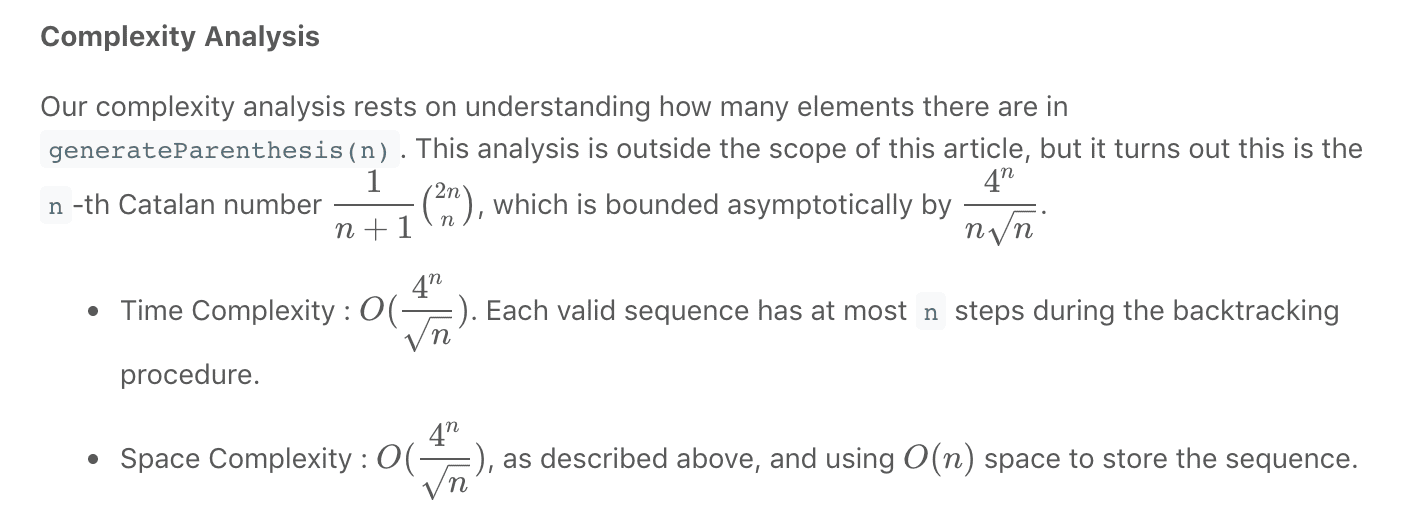 Complexity Analysis
Our complexity analysis rests on understanding how many elements there are in
generateParenthesis(n) . This analysis is outside the scope of this article, but it turns out this is the
n -th Catalan number $\frac{1}{n+1}\binom{2n}{n}$, which is bounded asymptotically by $\frac{4^n}{n\sqrt{n}}$.
• Time Complexity : $O(\frac{4^n}{\sqrt{n}})$. Each valid sequence has at most n steps during the backtracking
procedure.
• Space Complexity : $O(\frac{4^n}{\sqrt{n}})$, as described above, and using $O(n)$ space to store the sequence.